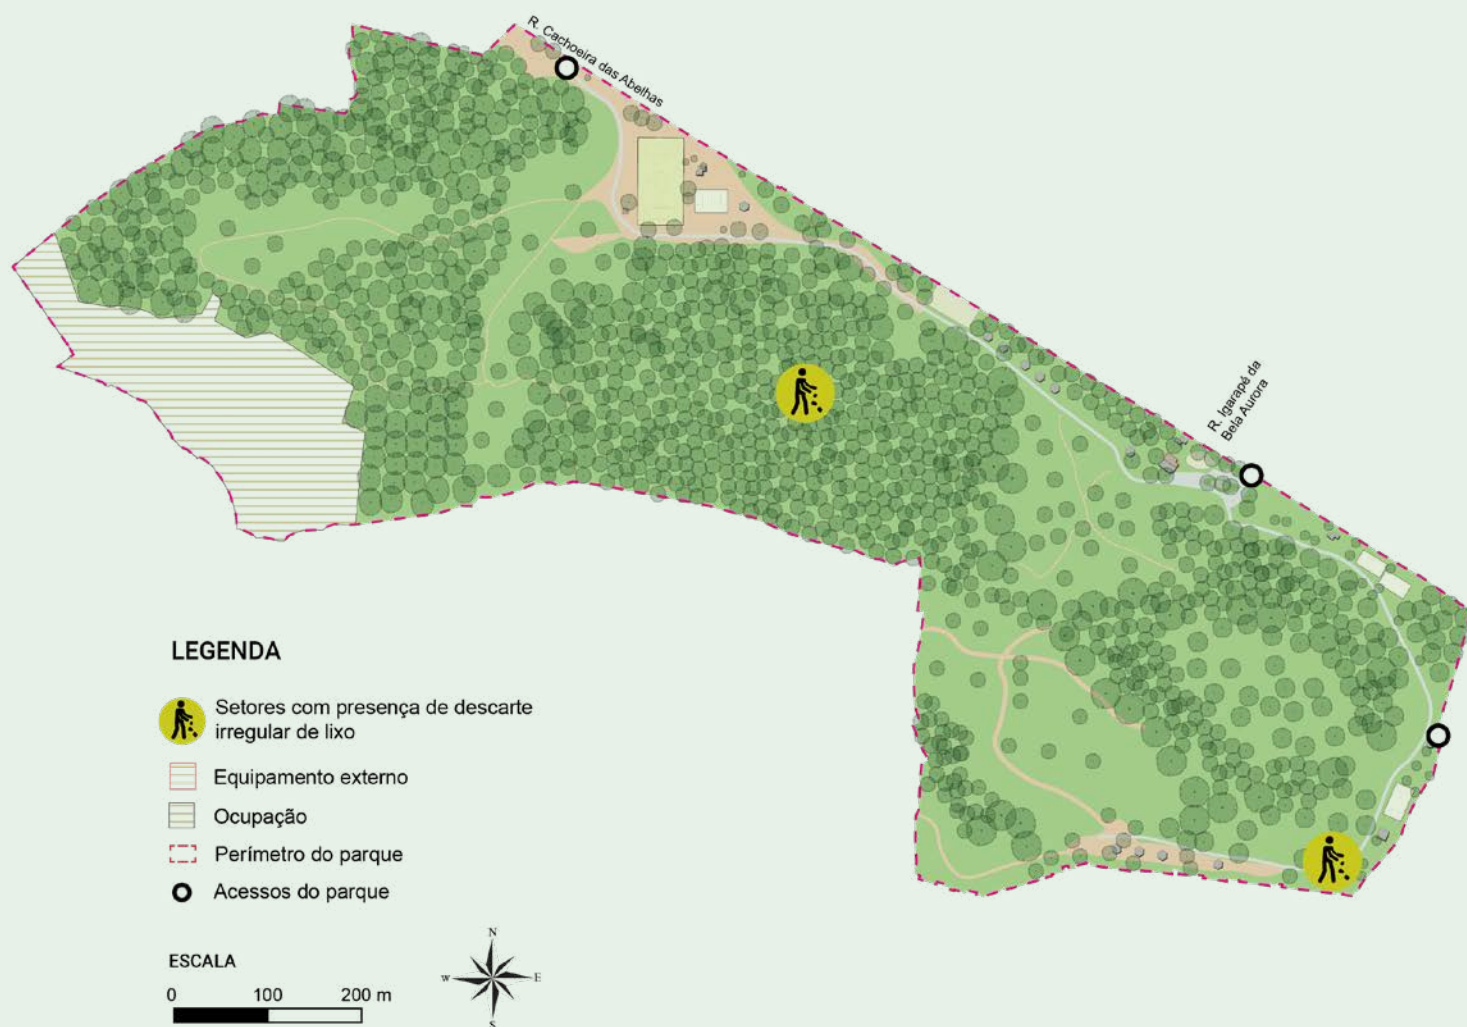 R. Cachoeira das Abelhas
R. Igarapé da
Bela Aurora
LEGENDA
Setores com presença de descarte
irregular de lixo
Equipamento externo
Ocupação
Perímetro do parque
Acessos do parque
ESCALA
0 100 200 m
N
W E
S